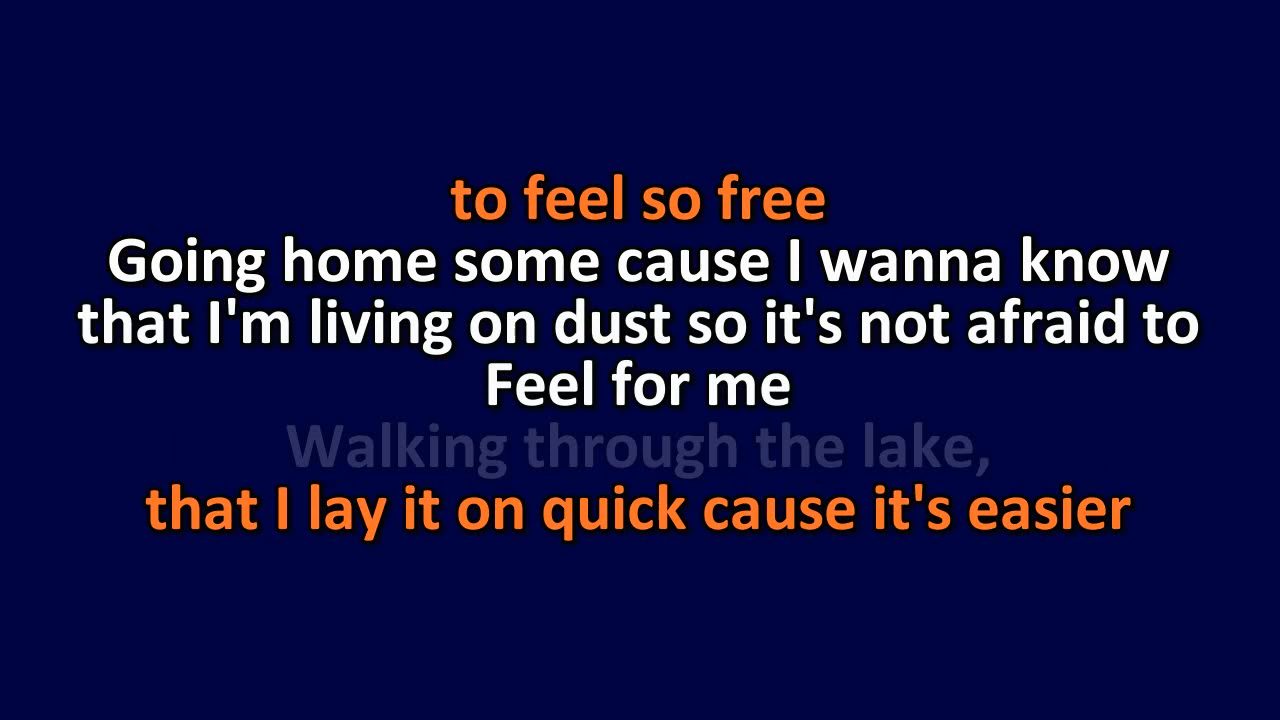 to feel so free
Going home some cause I wanna know
that I'm living on dust so it's not afraid to
Feel for me
Walking through the lake,
that I lay it on quick cause it's easier